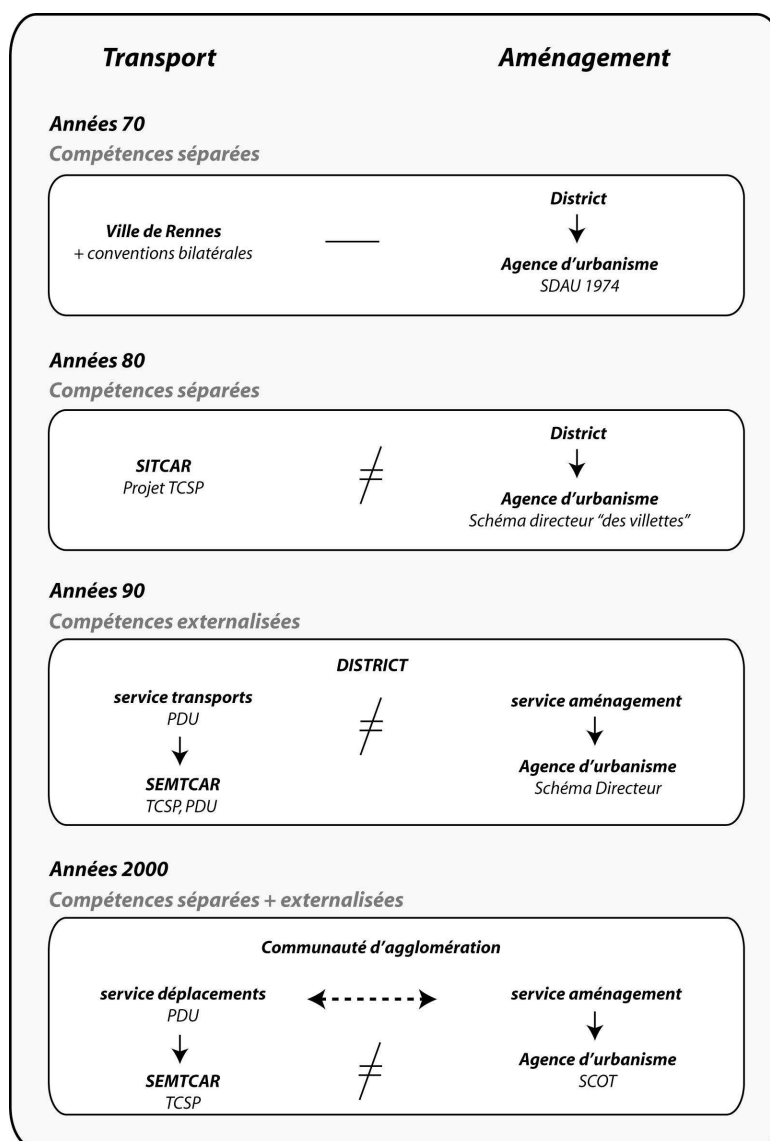 Transport
Aménagement
Années 70
Compétences séparées
Ville de Rennes
+ conventions bilatérales
District
Agence d'urbanisme
SDAU 1974
Années 80
Compétences séparées
SITCAR
Projet TCSP
District
Agence d'urbanisme
Schéma directeur "des villettes"
Années 90
Compétences externalisées
DISTRICT
service transports
PDU
SEMTCAR
TCSP, PDU
service aménagement
Agence d'urbanisme
Schéma Directeur
Années 2000
Compétences séparées + externalisées
Communauté d'agglomération
service déplacements
PDU
SEMTCAR
TCSP
service aménagement
Agence d'urbanisme
SCOT